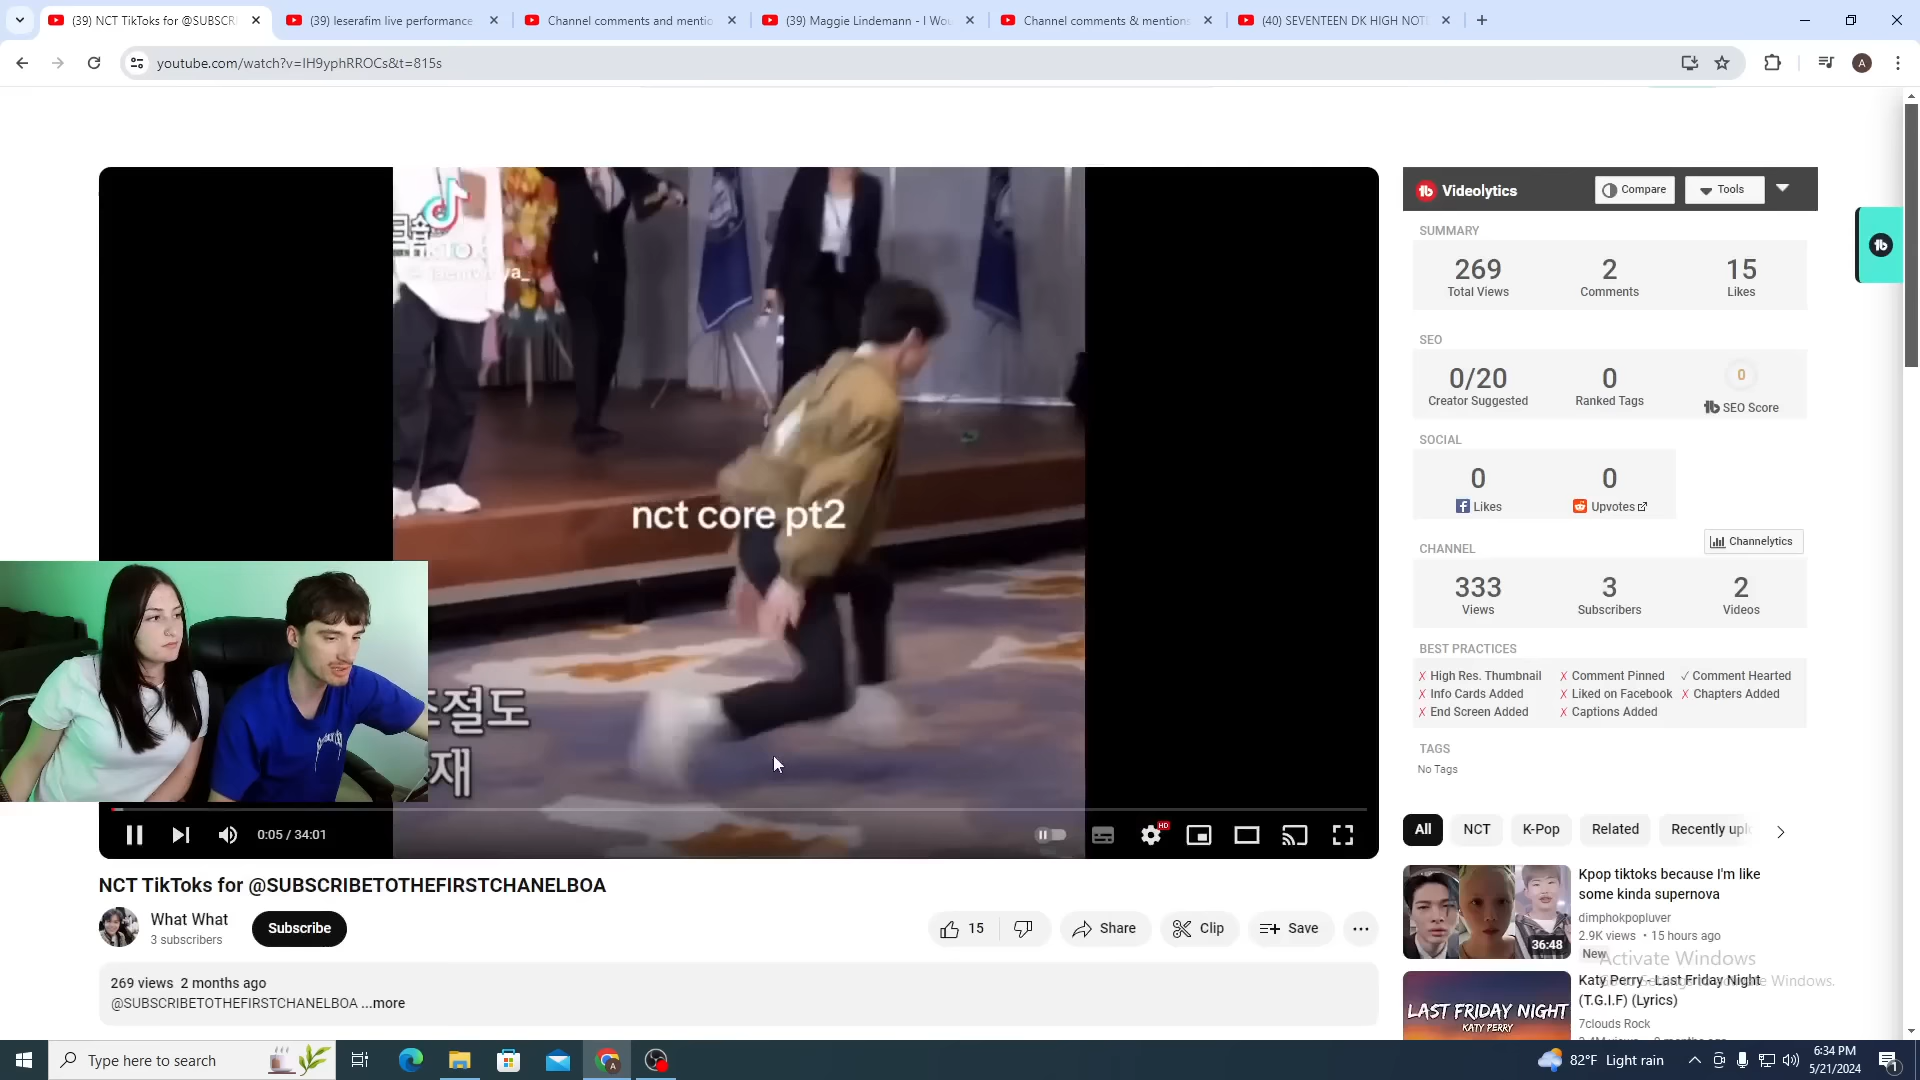 (39) NCT TikToks for @SUBSCRI
(39) leserafim live performance
Channel comments and mentio
(39) Maggie Lindemann - I Wou
Channel comments & mentions
(40) SEVENTEEN DK HIGH NOTE
youtube.com/watch?v=IH9yphRROCs&t=815s
A
nct core pt2
조절도
재
0:05 / 34:01
HD
NCT TikToks for @SUBSCRIBETOTHEFIRSTCHANELBOA
What What
3 subscribers
Subscribe
15
Share
Clip
Save
269 views 2 months ago
@SUBSCRIBETOTHEFIRSTCHANELBOA ...more
Videolytics
Compare
Tools
SUMMARY
269
Total Views
2
Comments
15
Likes
SEO
0/20
Creator Suggested
0
Ranked Tags
0
SEO Score
SOCIAL
0
Likes
0
Upvotes
CHANNEL
Channelytics
333
Views
3
Subscribers
2
Videos
BEST PRACTICES
X High Res. Thumbnail
X Comment Pinned
✓ Comment Hearted
X Info Cards Added
X Liked on Facebook
X Chapters Added
X End Screen Added
X Captions Added
TAGS
No Tags
All
NCT
K-Pop
Related
Recently uplo
Kpop tiktoks because I'm like
some kinda supernova
dimphokpopluver
2.9K views • 15 hours ago
New
36:48
Activate Windows
Katy Perry - Last Friday Night
(T.G.I.F) (Lyrics)
7clouds Rock
LAST FRIDAY NIGHT
KATY PERRY
Type here to search
82°F Light rain
6:34 PM
5/21/2024
1